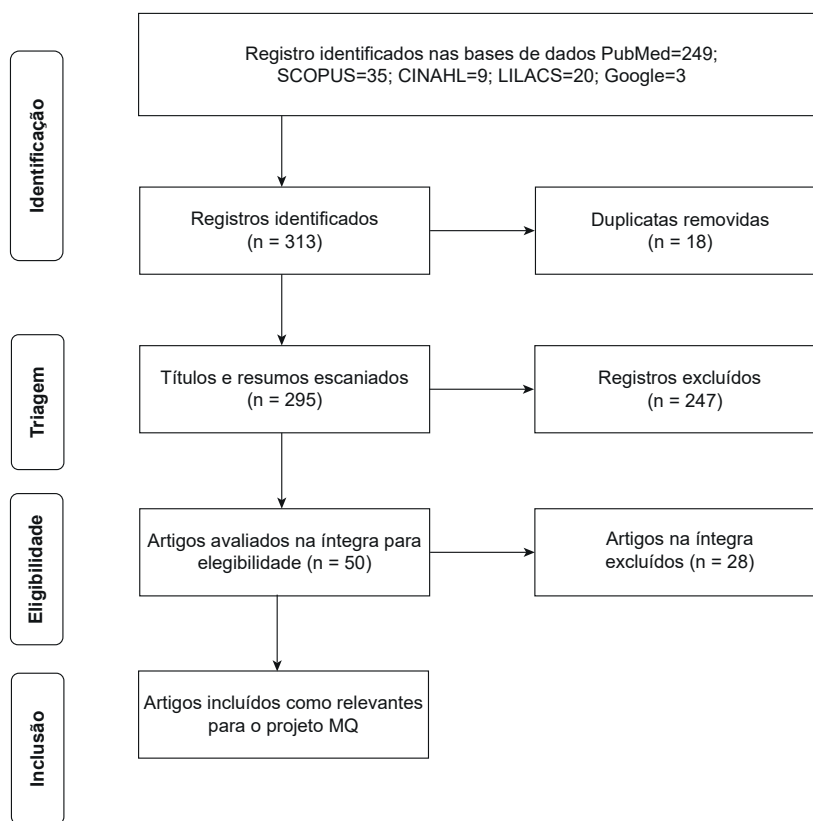 Identificação
Registro identificados nas bases de dados PubMed=249;
SCOPUS=35; CINAHL=9; LILACS=20; Google=3
Registros identificados
(n = 313)
Duplicatas removidas
(n = 18)
Triagem
Títulos e resumos escaniados
(n = 295)
Registros excluídos
(n = 247)
Eligibilidade
Artigos avaliados na íntegra para
elegibilidade (n = 50)
Artigos na íntegra
excluídos (n = 28)
Inclusão
Artigos incluídos como relevantes
para o projeto MQ